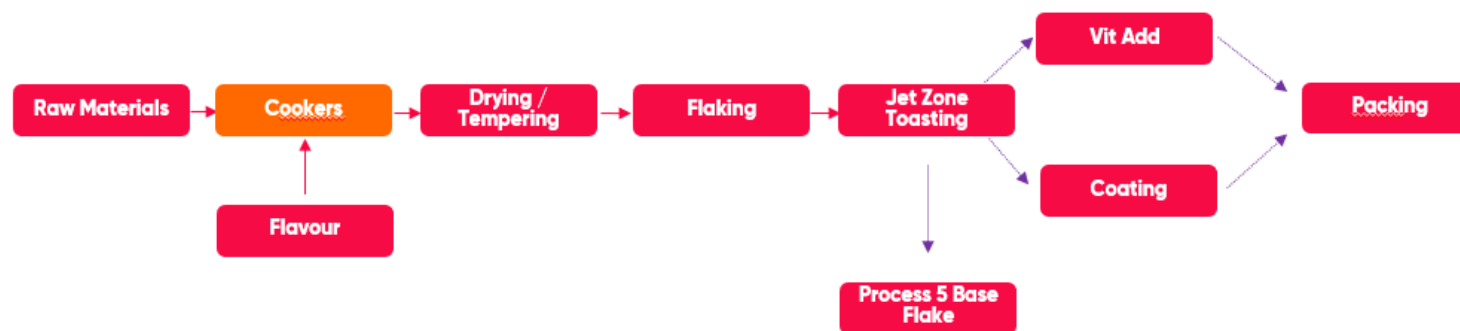 Vit Add
Raw Materials
Cookers
Drying /
Tempering
Flaking
Jet Zone
Toasting
Packing
Flavour
Coating
Process 5 Base
Flake